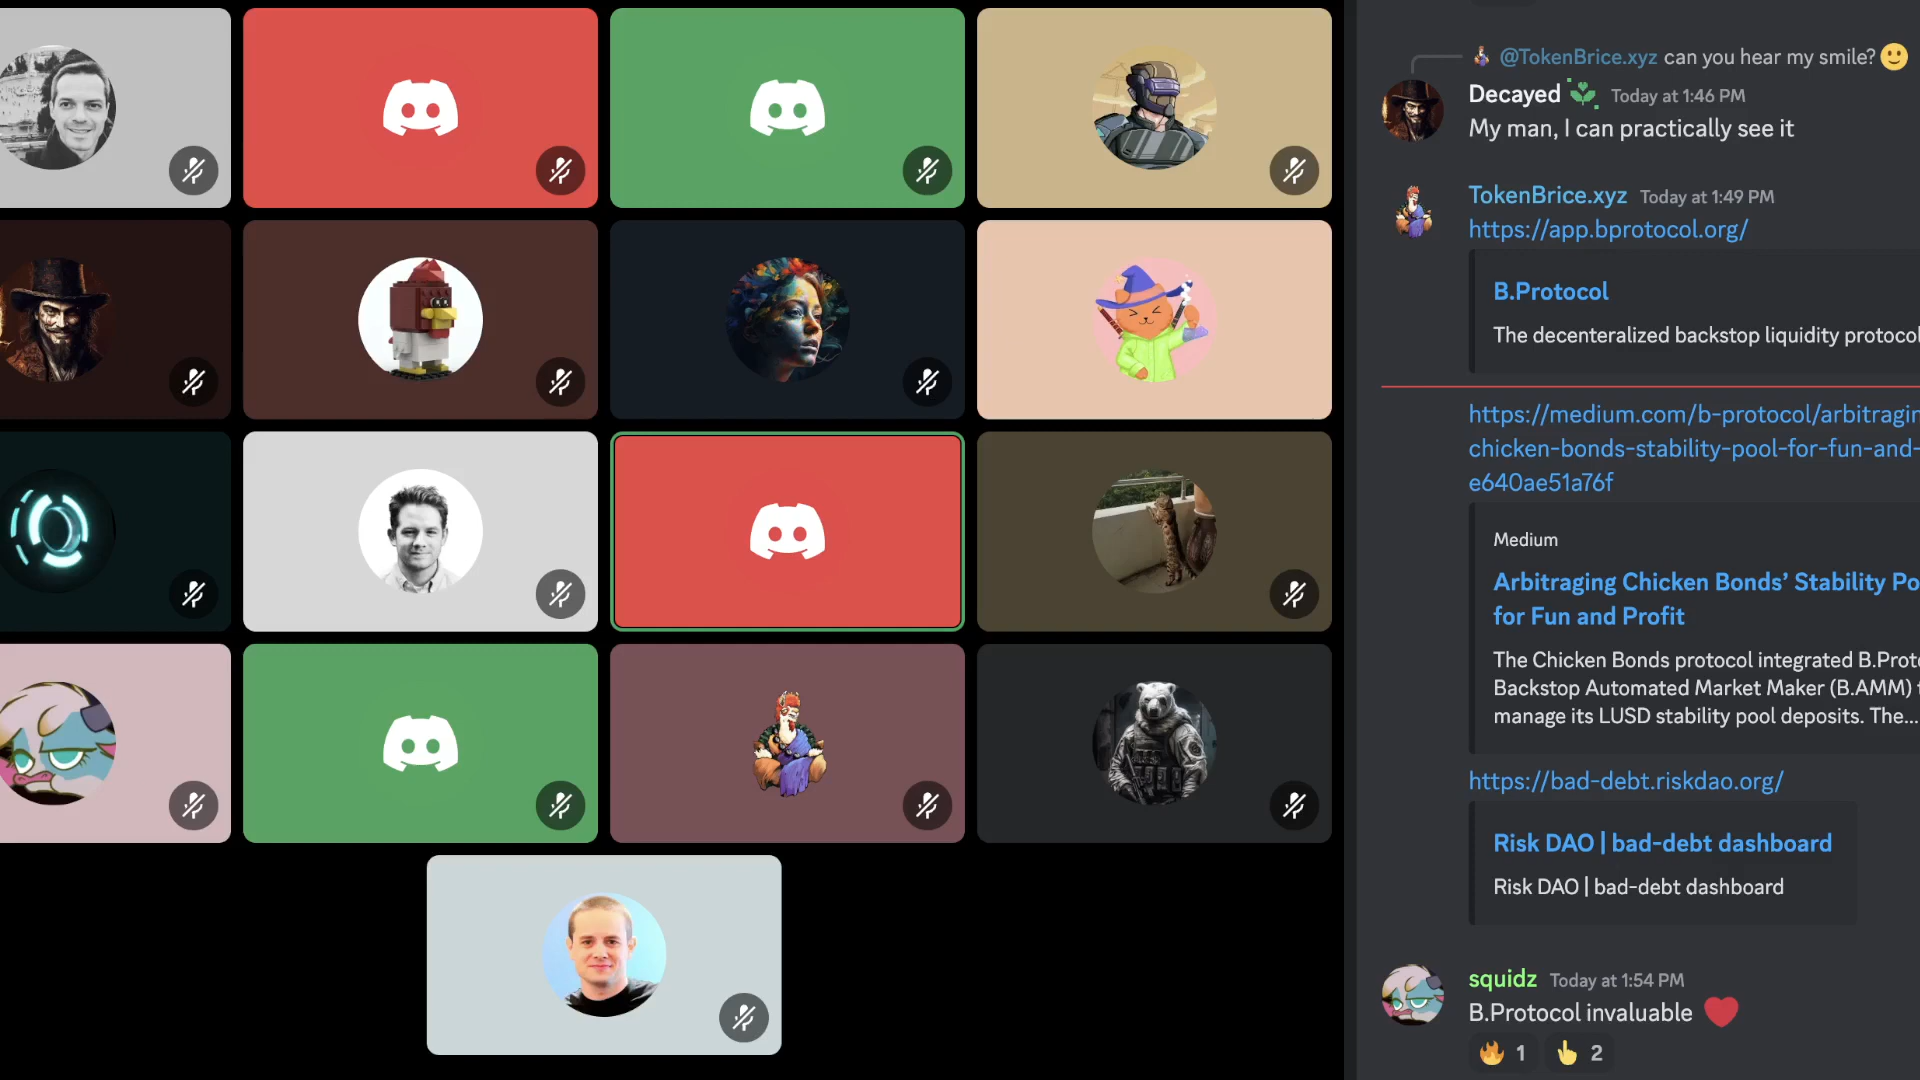 @TokenBrice.xyz can you hear my smile? 🙂
Decayed Today at 1:46 PM
My man, I can practically see it
TokenBrice.xyz Today at 1:49 PM
https://app.bprotocol.org/
B.Protocol
The decenteralized backstop liquidity protocol
https://medium.com/b-protocol/arbitragin
chicken-bonds-stability-pool-for-fun-and-
e640ae51a76f
Medium
Arbitraging Chicken Bonds’ Stability Po
for Fun and Profit
The Chicken Bonds protocol integrated B.Proto
Backstop Automated Market Maker (B.AMM) t
manage its LUSD stability pool deposits. The...
https://bad-debt.riskdao.org/
Risk DAO | bad-debt dashboard
Risk DAO | bad-debt dashboard
squidz Today at 1:54 PM
B.Protocol invaluable ❤️
🔥 1 👆 2